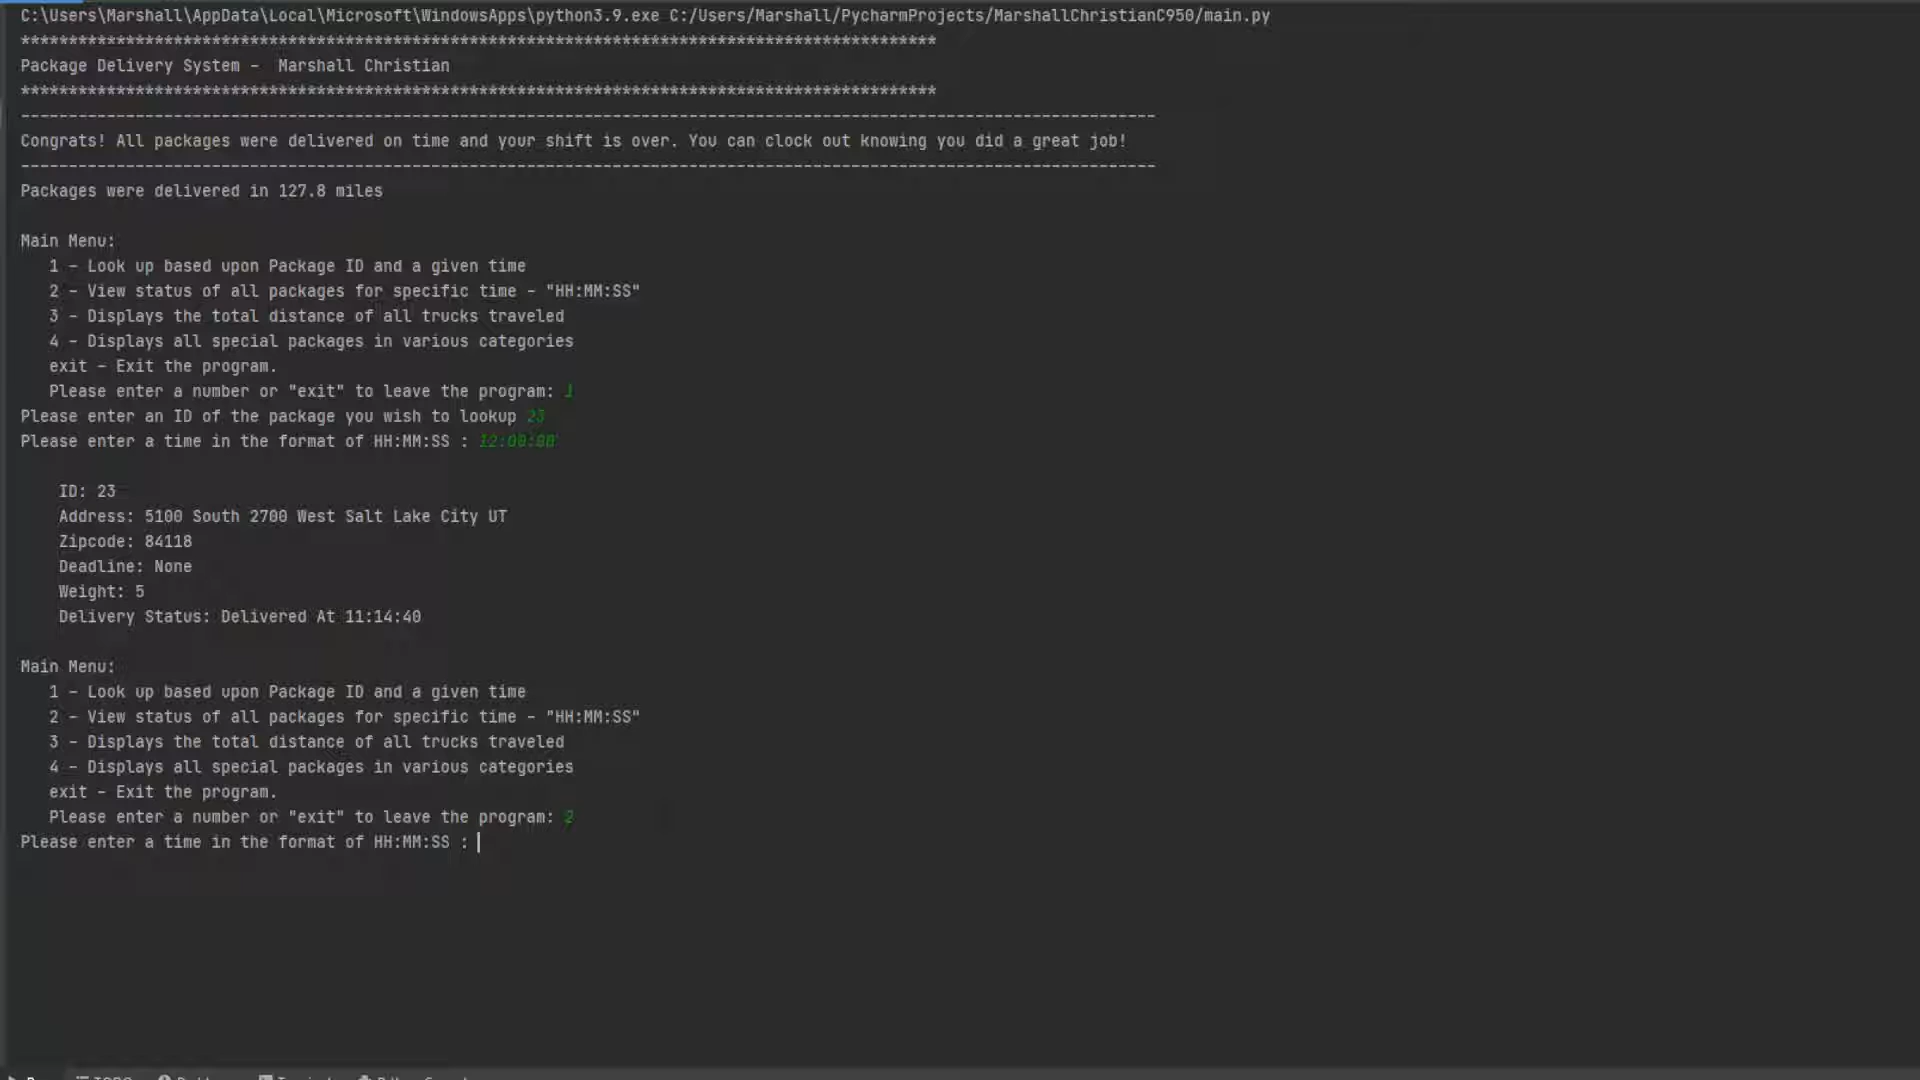 C:\Users\Marshall\AppData\Local\Microsoft\WindowsApps\python3.9.exe C:/Users/Marshall/PycharmProjects/MarshallChristianC950/main.py
************************************************************************************************
Package Delivery System -  Marshall Christian
************************************************************************************************
-----------------------------------------------------------------------------------------------------------------------
Congrats! All packages were delivered on time and your shift is over. You can clock out knowing you did a great job!
-----------------------------------------------------------------------------------------------------------------------
Packages were delivered in 127.8 miles
Main Menu:
1 - Look up based upon Package ID and a given time
2 - View status of all packages for specific time - "HH:MM:SS"
3 - Displays the total distance of all trucks traveled
4 - Displays all special packages in various categories
exit - Exit the program.
Please enter a number or "exit" to leave the program: 1
Please enter an ID of the package you wish to lookup 23
Please enter a time in the format of HH:MM:SS : 12:00:00
ID: 23
Address: 5100 South 2700 West Salt Lake City UT
Zipcode: 84118
Deadline: None
Weight: 5
Delivery Status: Delivered At 11:14:40
Main Menu:
1 - Look up based upon Package ID and a given time
2 - View status of all packages for specific time - "HH:MM:SS"
3 - Displays the total distance of all trucks traveled
4 - Displays all special packages in various categories
exit - Exit the program.
Please enter a number or "exit" to leave the program: 2
Please enter a time in the format of HH:MM:SS :